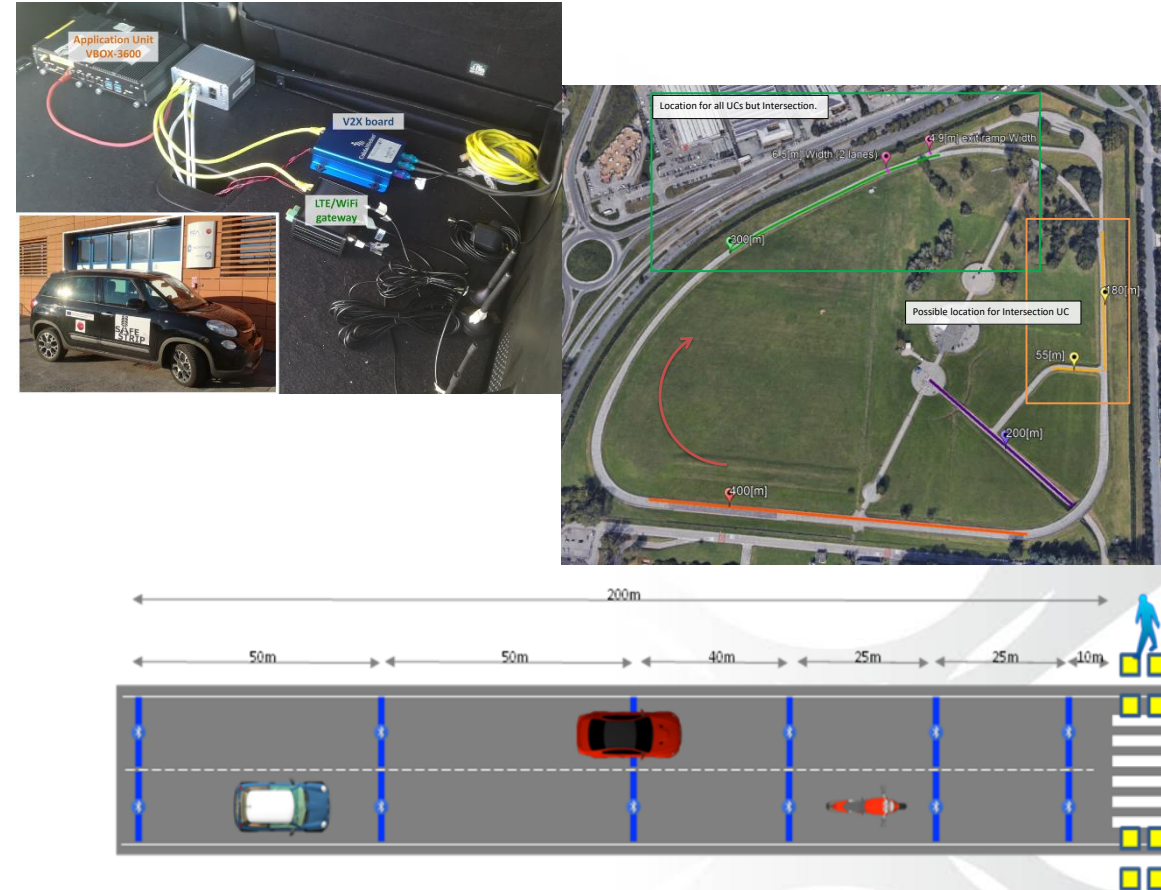 Application Unit
VBOX-3600
V2X board
LTE/WiFi
gateway
SAFE
STRIP
Location for all UCs but Intersection.
4.9[m] exit ramp Width
6.5[m] Width (2 lanes)
300[m]
180[m]
Possible location for Intersection UC
55[m]
200[m]
400[m]
200m
50m
50m
40m
25m
25m
10m